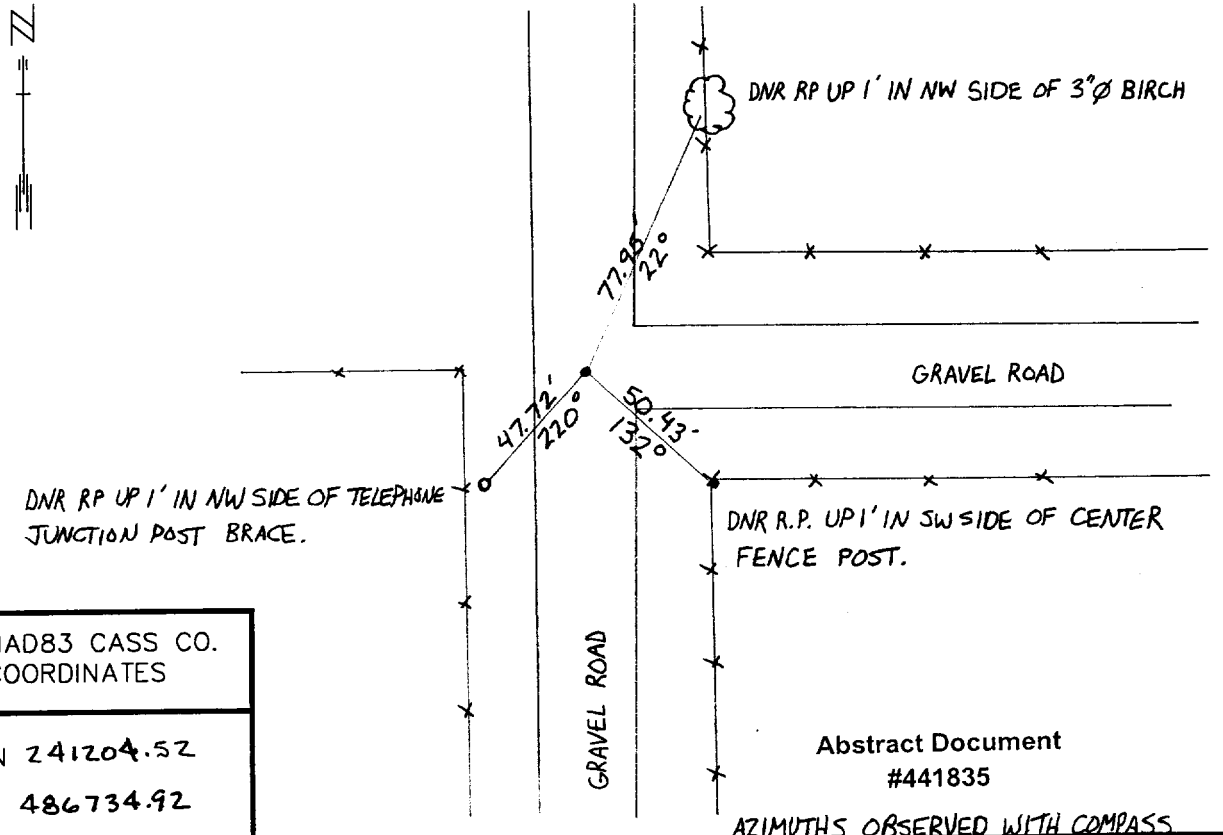 N
DNR RP UP 1' IN NW SIDE OF 3"Ø BIRCH
77.95'
22°
GRAVEL ROAD
47.72'
220°
50.43'
132°
DNR RP UP 1' IN NW SIDE OF TELEPHONE
JUNCTION POST BRACE.
DNR R.P. UP 1' IN SW SIDE OF CENTER
FENCE POST.
GRAVEL ROAD
NAD83 CASS CO.
COORDINATES
N 241204.52
486734.92
Abstract Document
#441835
AZIMUTHS OBSERVED WITH COMPASS